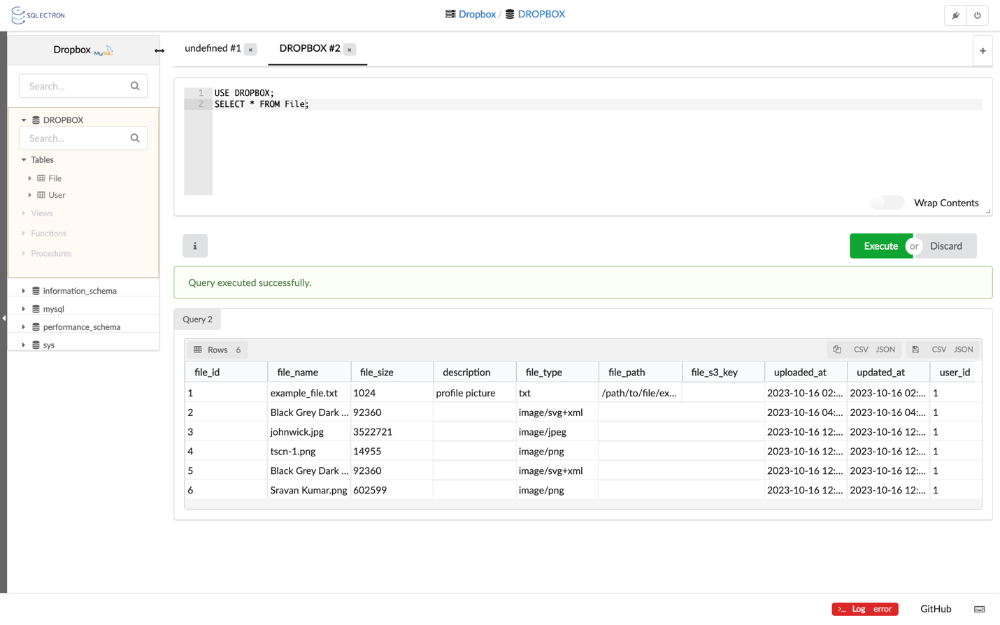 SQLECTRON
Dropbox / DROPBOX
Dropbox MySQL
undefined #1 ×
DROPBOX #2 ×
+
Search...
DROPBOX
Search...
Tables
File
User
Views
Functions
Procedures
information_schema
mysql
performance_schema
sys
1 USE DROPBOX;
2 SELECT * FROM File;
Wrap Contents
i
Execute or Discard
Query executed successfully.
Query 2
Rows 6 CSV JSON CSV JSON
file_id file_name file_size description file_type file_path file_s3_key uploaded_at updated_at user_id
1 example_file.txt 1024 profile picture txt /path/to/file/ex... 2023-10-16 02:... 2023-10-16 02:... 1
2 Black Grey Dark ... 92360 image/svg+xml 2023-10-16 04:... 2023-10-16 04:... 1
3 johnwick.jpg 3522721 image/jpeg 2023-10-16 12:... 2023-10-16 12:... 1
4 tscn-1.png 14955 image/png 2023-10-16 12:... 2023-10-16 12:... 1
5 Black Grey Dark ... 92360 image/svg+xml 2023-10-16 12:... 2023-10-16 12:... 1
6 Sravan Kumar.png 602599 image/png 2023-10-16 12:... 2023-10-16 12:... 1
>_ Log error GitHub